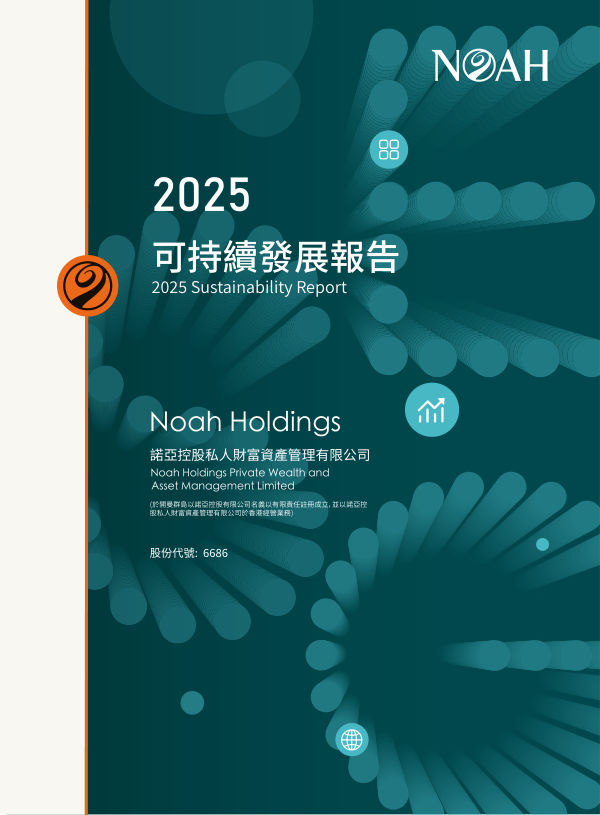 NOAH
2025
可持續發展報告
2025 Sustainability Report
Noah Holdings
諾亞控股私人財富資產管理有限公司
Noah Holdings Private Wealth and
Asset Management Limited
(於開曼群島以諾亞控股有限公司名義以有限責任註冊成立, 並以諾亞控
股私人財富資產管理有限公司於香港經營業務)
股份代號: 6686